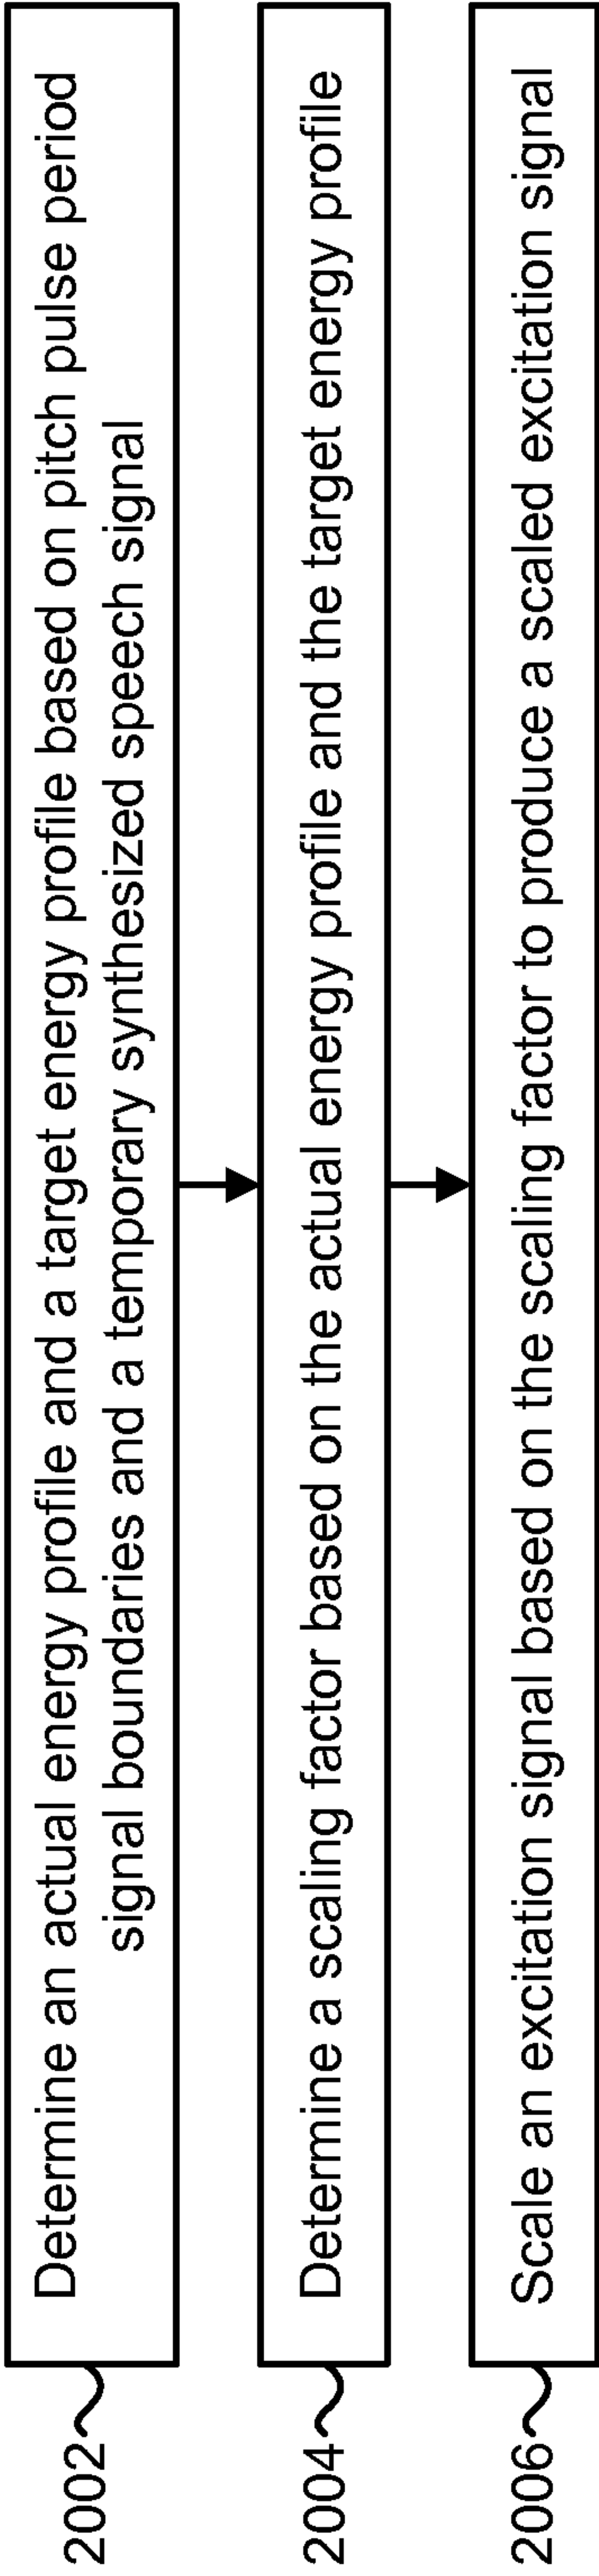 2002
Determine an actual energy profile and a target energy profile based on pitch pulse period
signal boundaries and a temporary synthesized speech signal
2004
Determine a scaling factor based on the actual energy profile and the target energy profile
2006
Scale an excitation signal based on the scaling factor to produce a scaled excitation signal